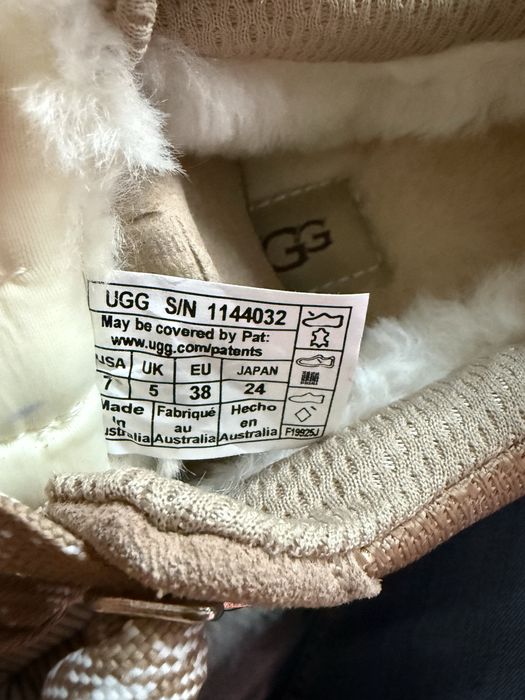 UGG
UGG S/N 1144032
May be covered by Pat:
www.ugg.com/patents
USA UK EU JAPAN
7 5 38 24
Made in Australia
Fabriqué au Australia
Hecho en Australia
F19925J